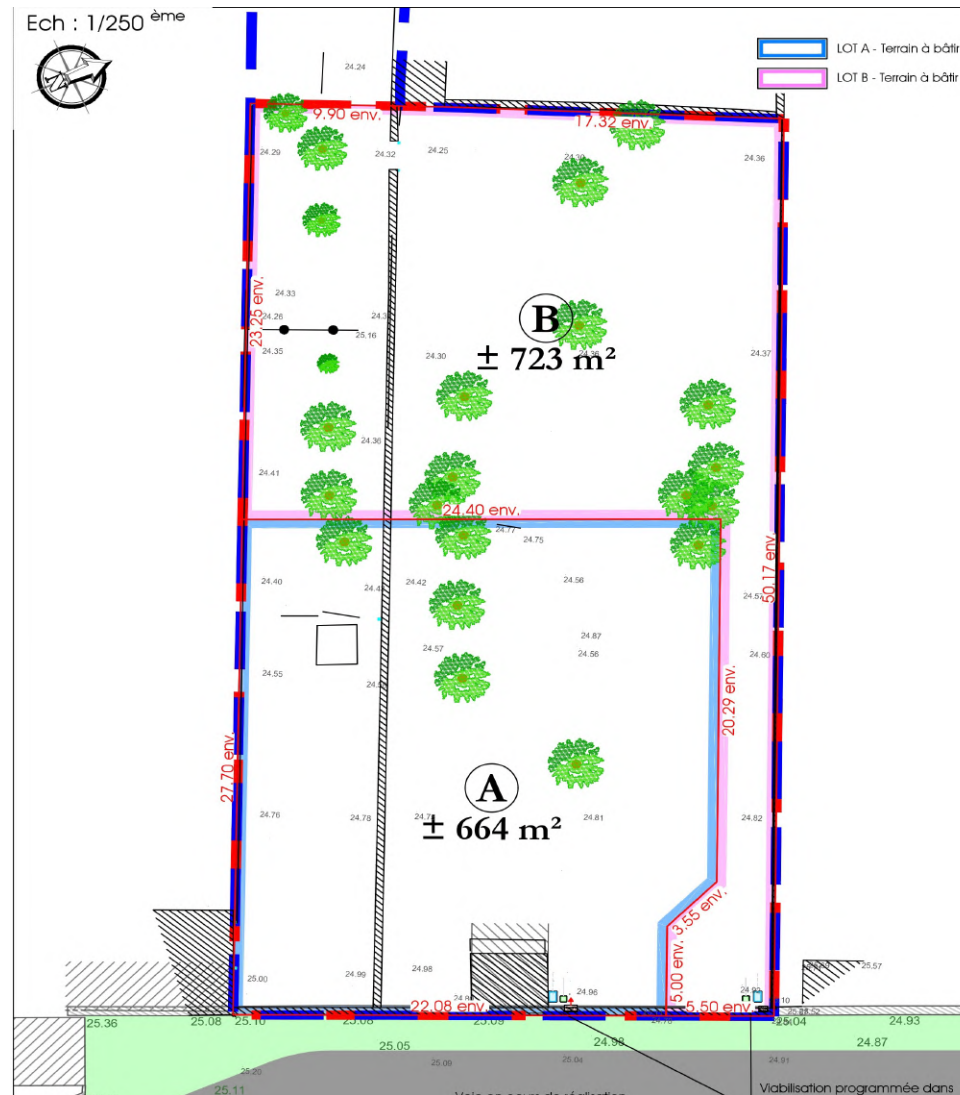 Ech : 1/250 ème
LOT A - Terrain à bâtir
LOT B - Terrain à bâtir
24.24
9.90 env.
17.32 env.
24.29
24.32
24.25
24.36
24.33
24.26
25.16
24.35
23.25 env.
B
± 723 m²
24.30
24.36
24.37
24.36
24.41
24.40 env.
24.77
24.75
24.40
24.42
24.56
50.17 env.
24.57
24.87
24.56
24.60
24.55
20.29 env.
27.70 env.
A
± 664 m²
24.76
24.78
24.81
24.82
3.55 env.
5.00 env.
25.00
24.99
24.98
24.96
25.57
22.08 env.
5.50 env.
25.36
25.08
25.10
25.04
24.93
25.05
24.98
24.87
25.09
25.04
24.91
25.20
25.11
Viabilisation programmée dans